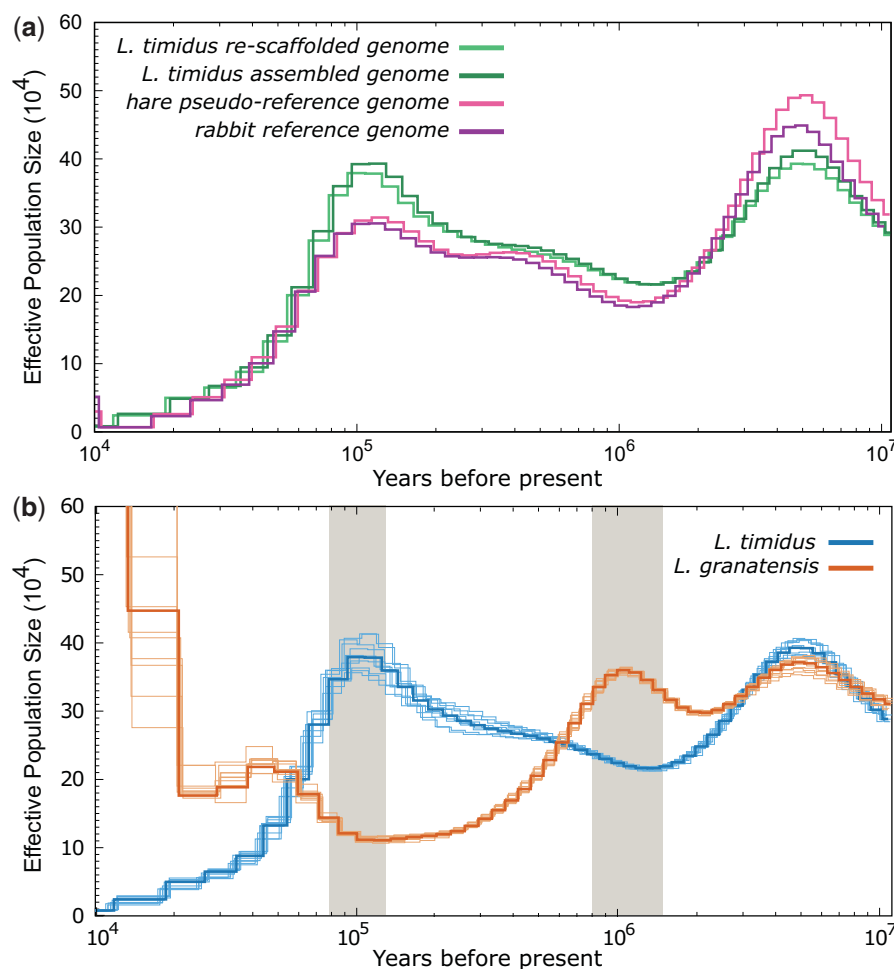 (a)
60
50
40
30
20
10
0
Effective Population Size (10^4)
L. timidus re-scaffolded genome
L. timidus assembled genome
hare pseudo-reference genome
rabbit reference genome
10^4
10^5
10^6
10^7
Years before present
(b)
60
50
40
30
20
10
0
Effective Population Size (10^4)
L. timidus
L. granatensis
10^4
10^5
10^6
10^7
Years before present